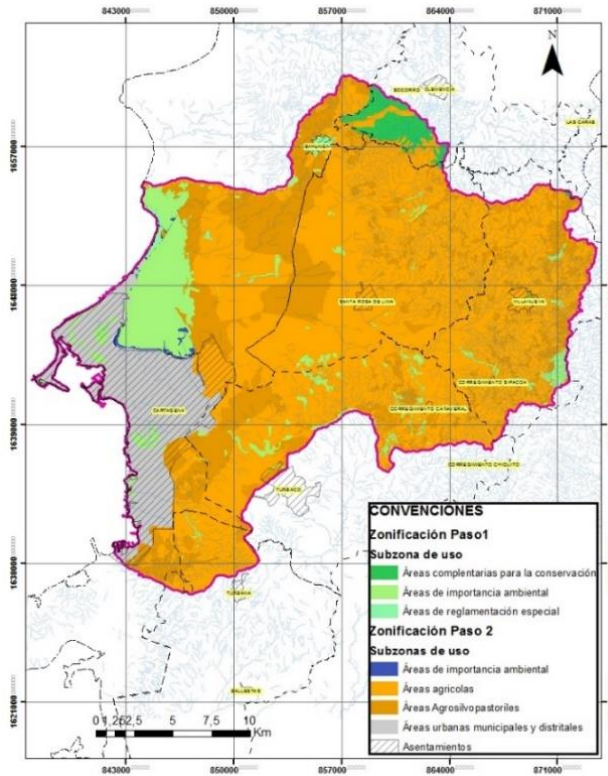 843000 850000 857000 864000 871000
N
SOCORRO CLEMENCIA
LAS CARAS
1657000
1648000
SANTA ROSA DE LIMA
VILLANUEVA
CORREGIMIENTO SIPACOA
CARTAGENA
CORREGIMIENTO CAÑAVERAL
1639000
CORREGIMIENTO CHIQUITO
TURBACO
1630000
TURBANA
BALLESTAS
1621000
0 1,25 2,5 5 7,5 10
Km
CONVENCIONES
Zonificación Paso1
Subzona de uso
Áreas complentarias para la conservación
Áreas de importancia ambiental
Áreas de reglamentación especial
Zonificación Paso 2
Subzonas de uso
Áreas de importancia ambiental
Áreas agricolas
Áreas Agrosilvopastoriles
Áreas urbanas municipales y distritales
Asentamientos
843000 850000 857000 864000 871000